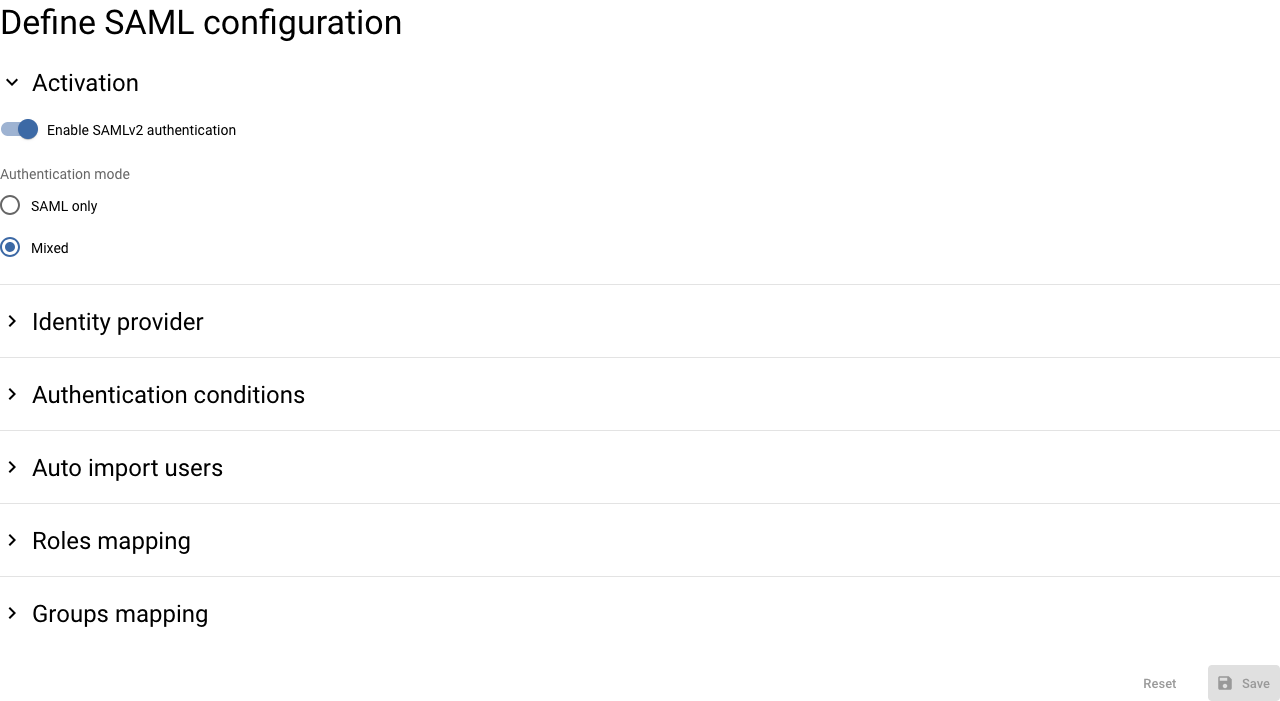 Define SAML configuration
Activation
Enable SAMLv2 authentication
Authentication mode
SAML only
Mixed
Identity provider
Authentication conditions
Auto import users
Roles mapping
Groups mapping
Reset
Save